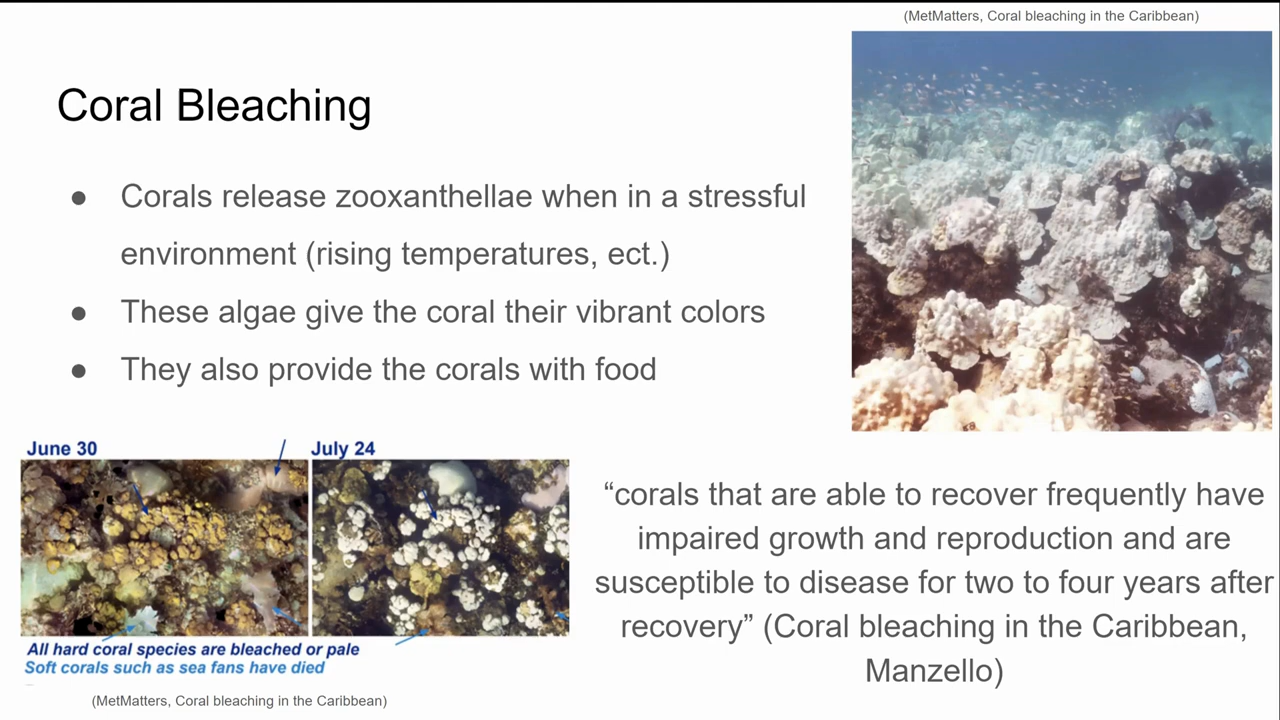 (MetMatters, Coral bleaching in the Caribbean)
Coral Bleaching
● Corals release zooxanthellae when in a stressful
environment (rising temperatures, ect.)
● These algae give the coral their vibrant colors
● They also provide the corals with food
June 30
July 24
All hard coral species are bleached or pale
Soft corals such as sea fans have died
(MetMatters, Coral bleaching in the Caribbean)
“corals that are able to recover frequently have
impaired growth and reproduction and are
susceptible to disease for two to four years after
recovery” (Coral bleaching in the Caribbean,
Manzello)